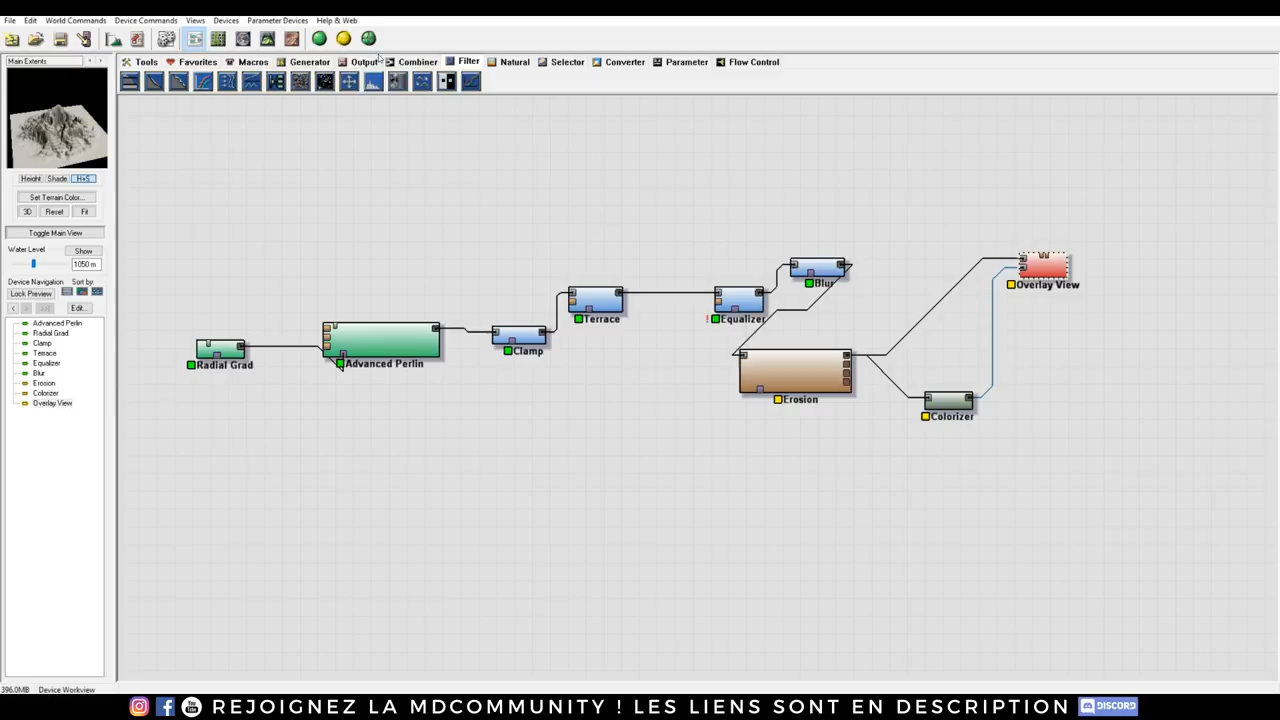 File Edit World Commands Device Commands Views Devices Parameter Devices Help & Web
Main Extents
Tools Favorites Macros Generator Output Combiner Filter Natural Selector Converter Parameter Flow Control
Height Shade H+S
Set Terrain Color...
3D Reset Fit
Toggle Main View
Water Level Show
1050 m
Device Navigation Sort by:
Lock Preview
Edit...
Advanced Perlin
Radial Grad
Clamp
Terrace
Equalizer
Blur
Erosion
Colorizer
Overlay View
Radial Grad
Advanced Perlin
Clamp
Terrace
! Equalizer
Blur
Erosion
Colorizer
Overlay View
396.0MB Device Workview
REJOIGNEZ LA MDCOMMUNITY ! LES LIENS SONT EN DESCRIPTION DISCORD